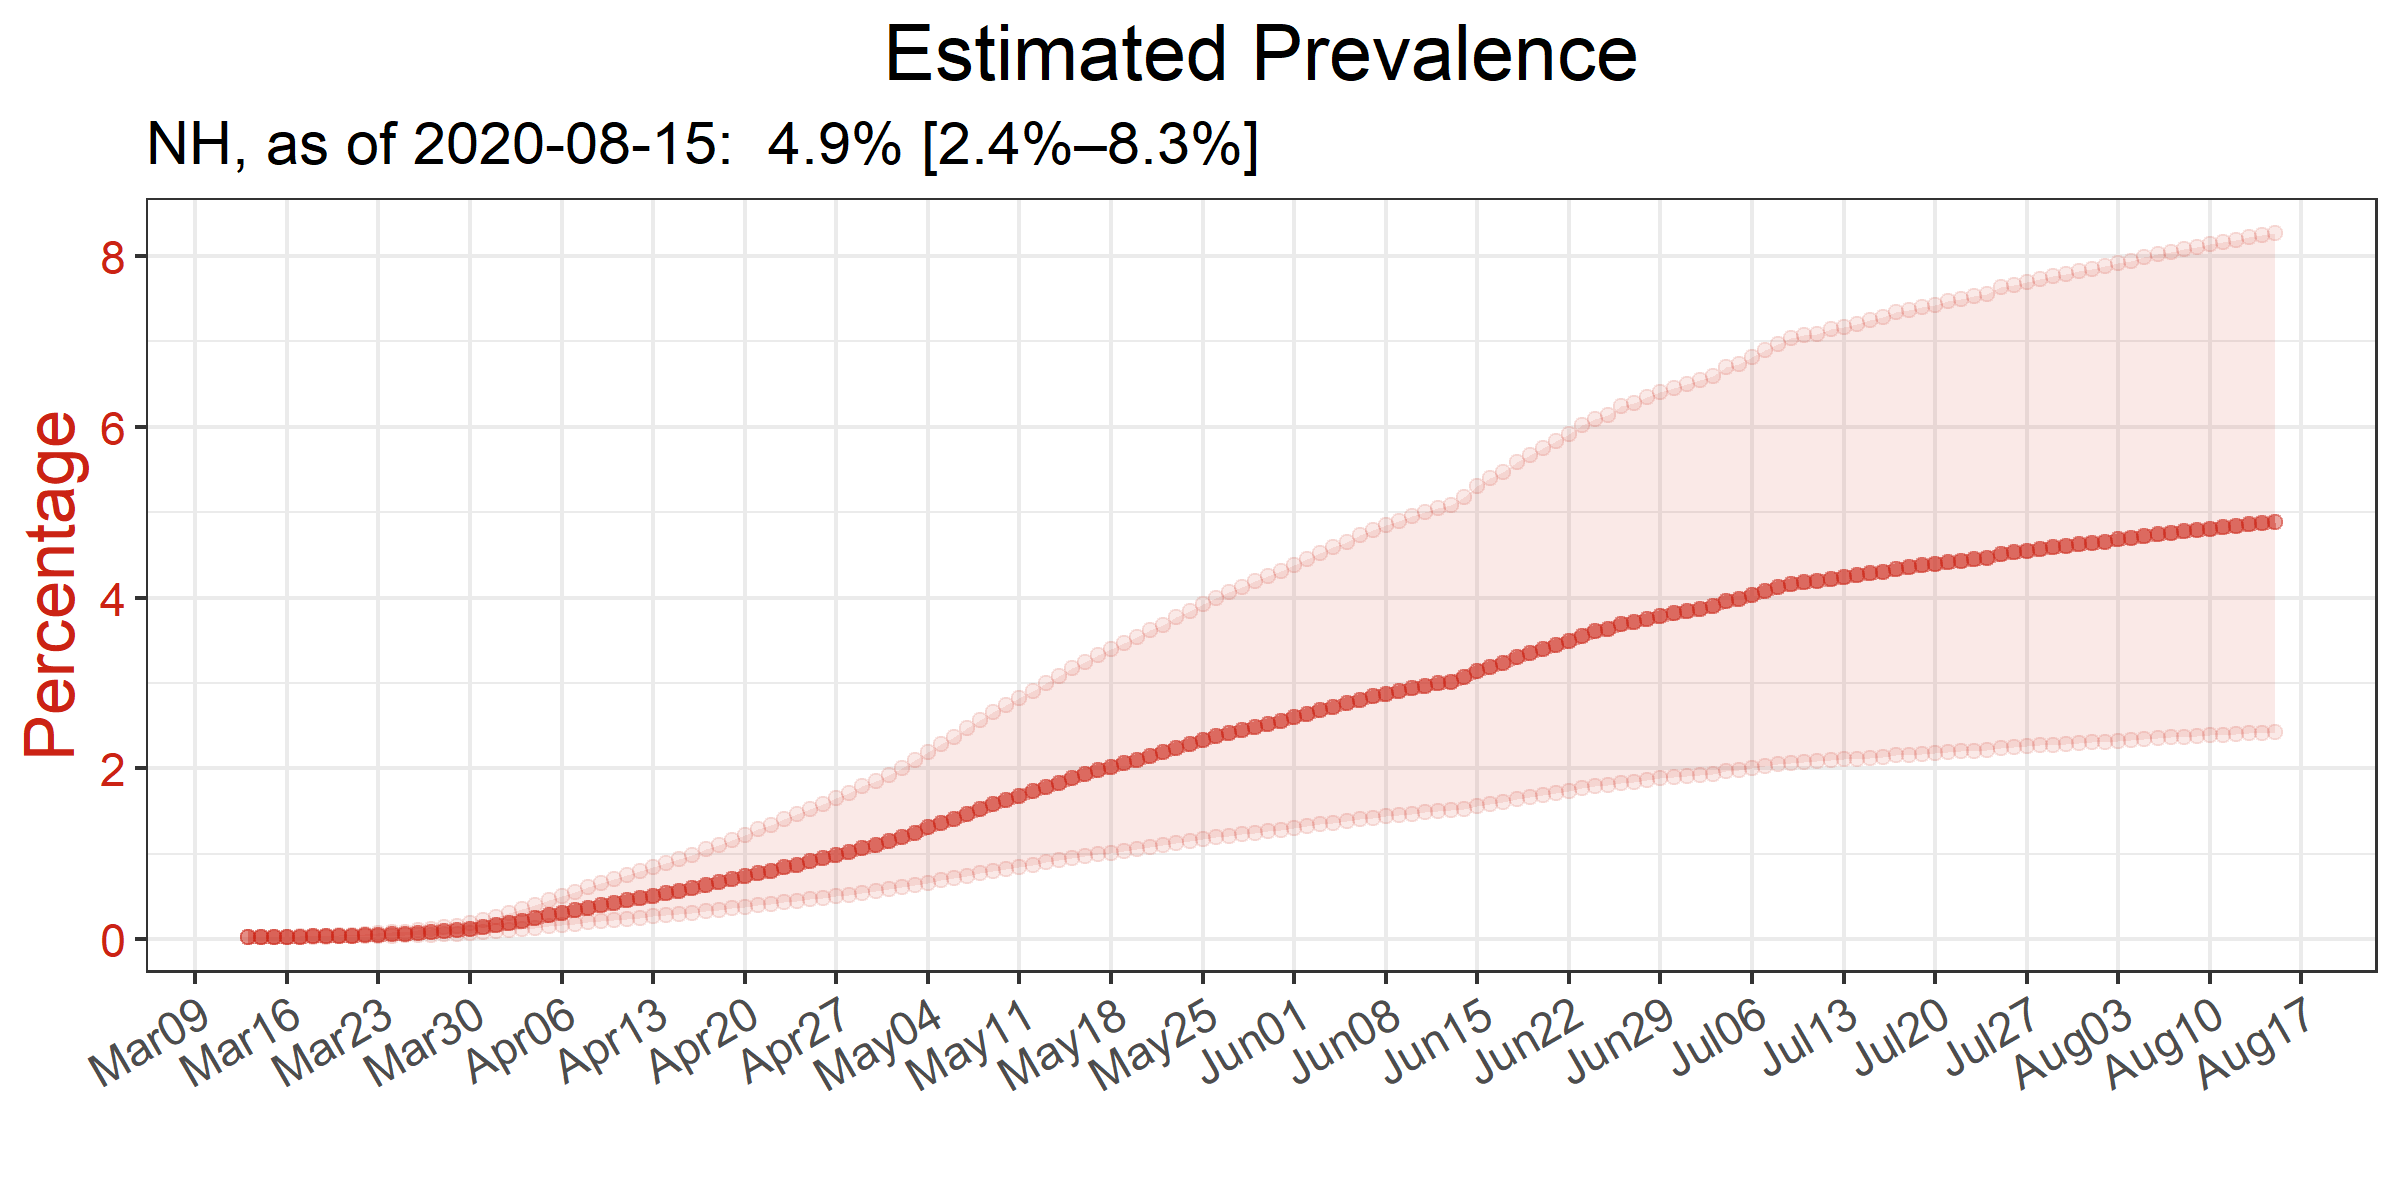 Estimated Prevalence
NH, as of 2020-08-15:  4.9% [2.4%–8.3%]
Percentage
8
6
4
2
0
Mar09
Mar16
Mar23
Mar30
Apr06
Apr13
Apr20
Apr27
May04
May11
May18
May25
Jun01
Jun08
Jun15
Jun22
Jun29
Jul06
Jul13
Jul20
Jul27
Aug03
Aug10
Aug17